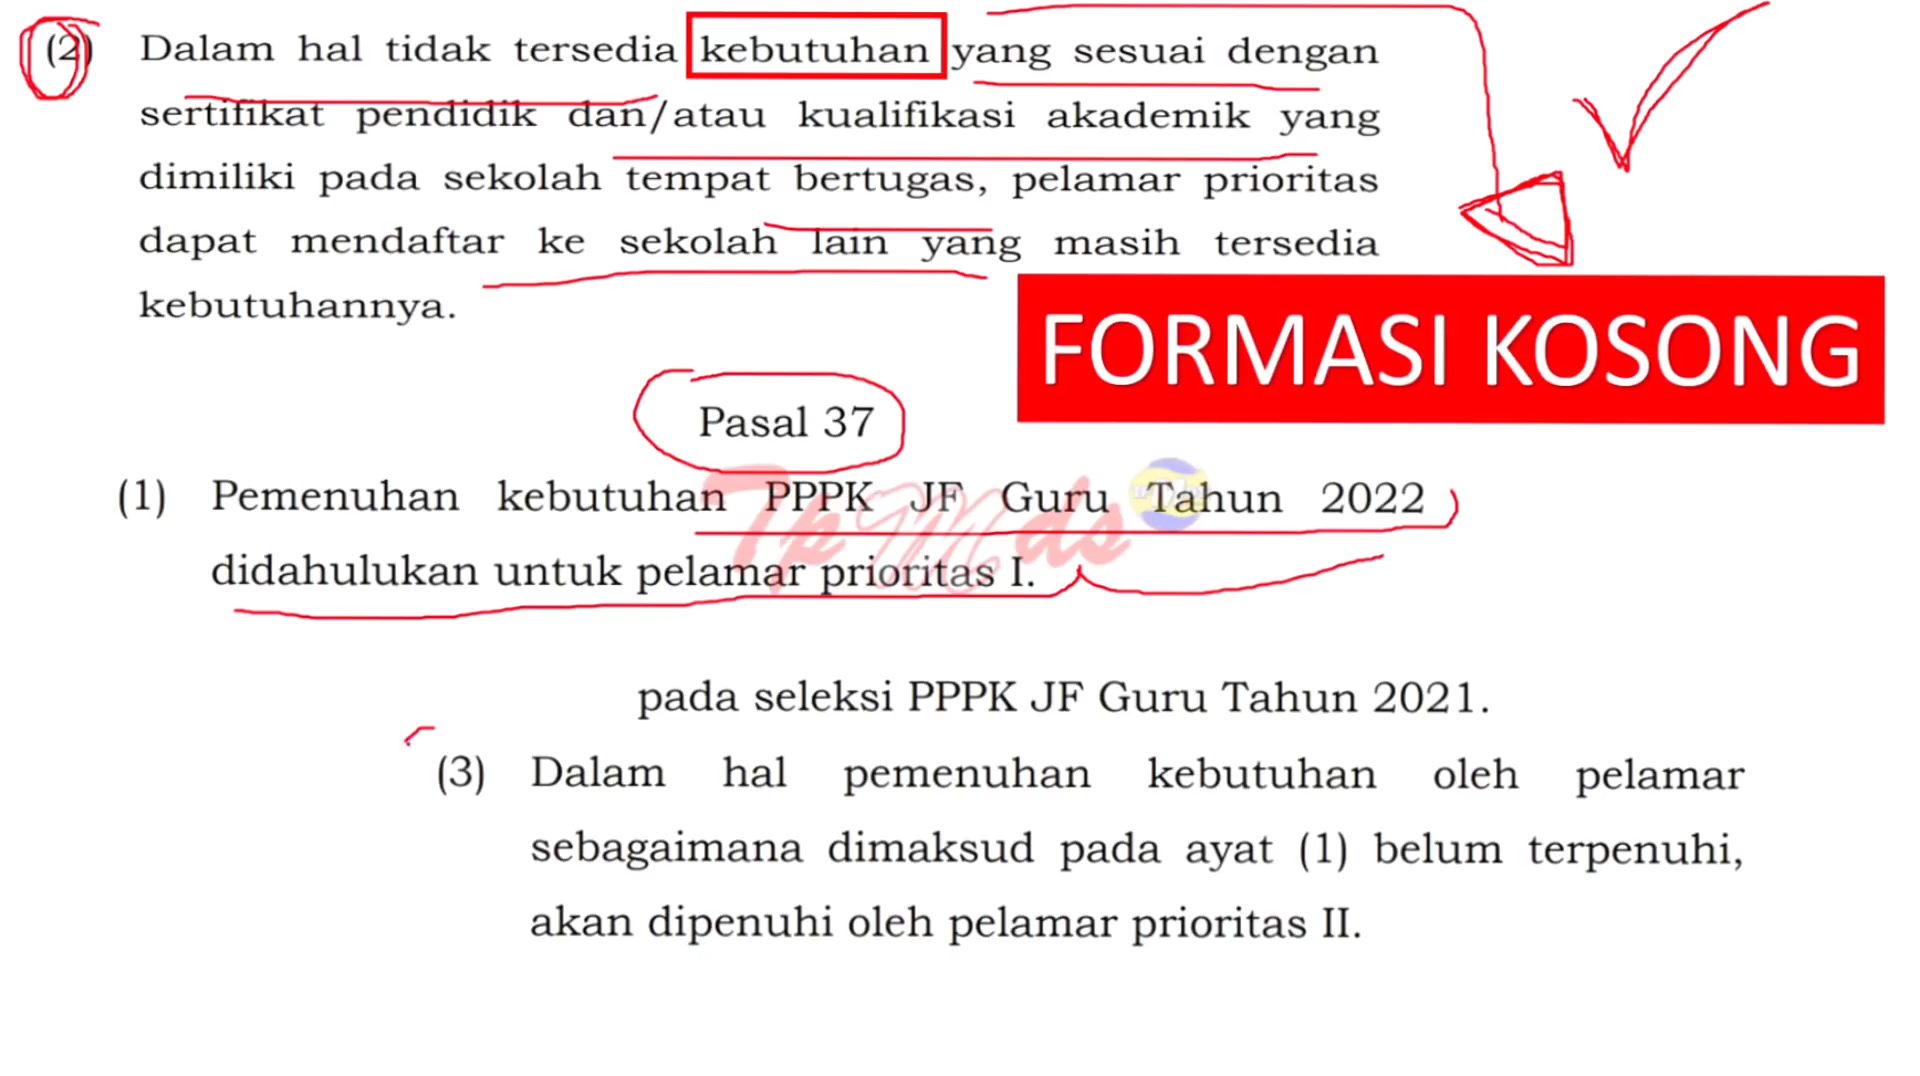 (2) Dalam hal tidak tersedia kebutuhan yang sesuai dengan
sertifikat pendidik dan/atau kualifikasi akademik yang
dimiliki pada sekolah tempat bertugas, pelamar prioritas
dapat mendaftar ke sekolah lain yang masih tersedia
kebutuhannya.
FORMASI KOSONG
Pasal 37
(1) Pemenuhan kebutuhan PPPK JF Guru Tahun 2022
didahulukan untuk pelamar prioritas I.
Tp Mds
pada seleksi PPPK JF Guru Tahun 2021.
(3) Dalam hal pemenuhan kebutuhan oleh pelamar
sebagaimana dimaksud pada ayat (1) belum terpenuhi,
akan dipenuhi oleh pelamar prioritas II.